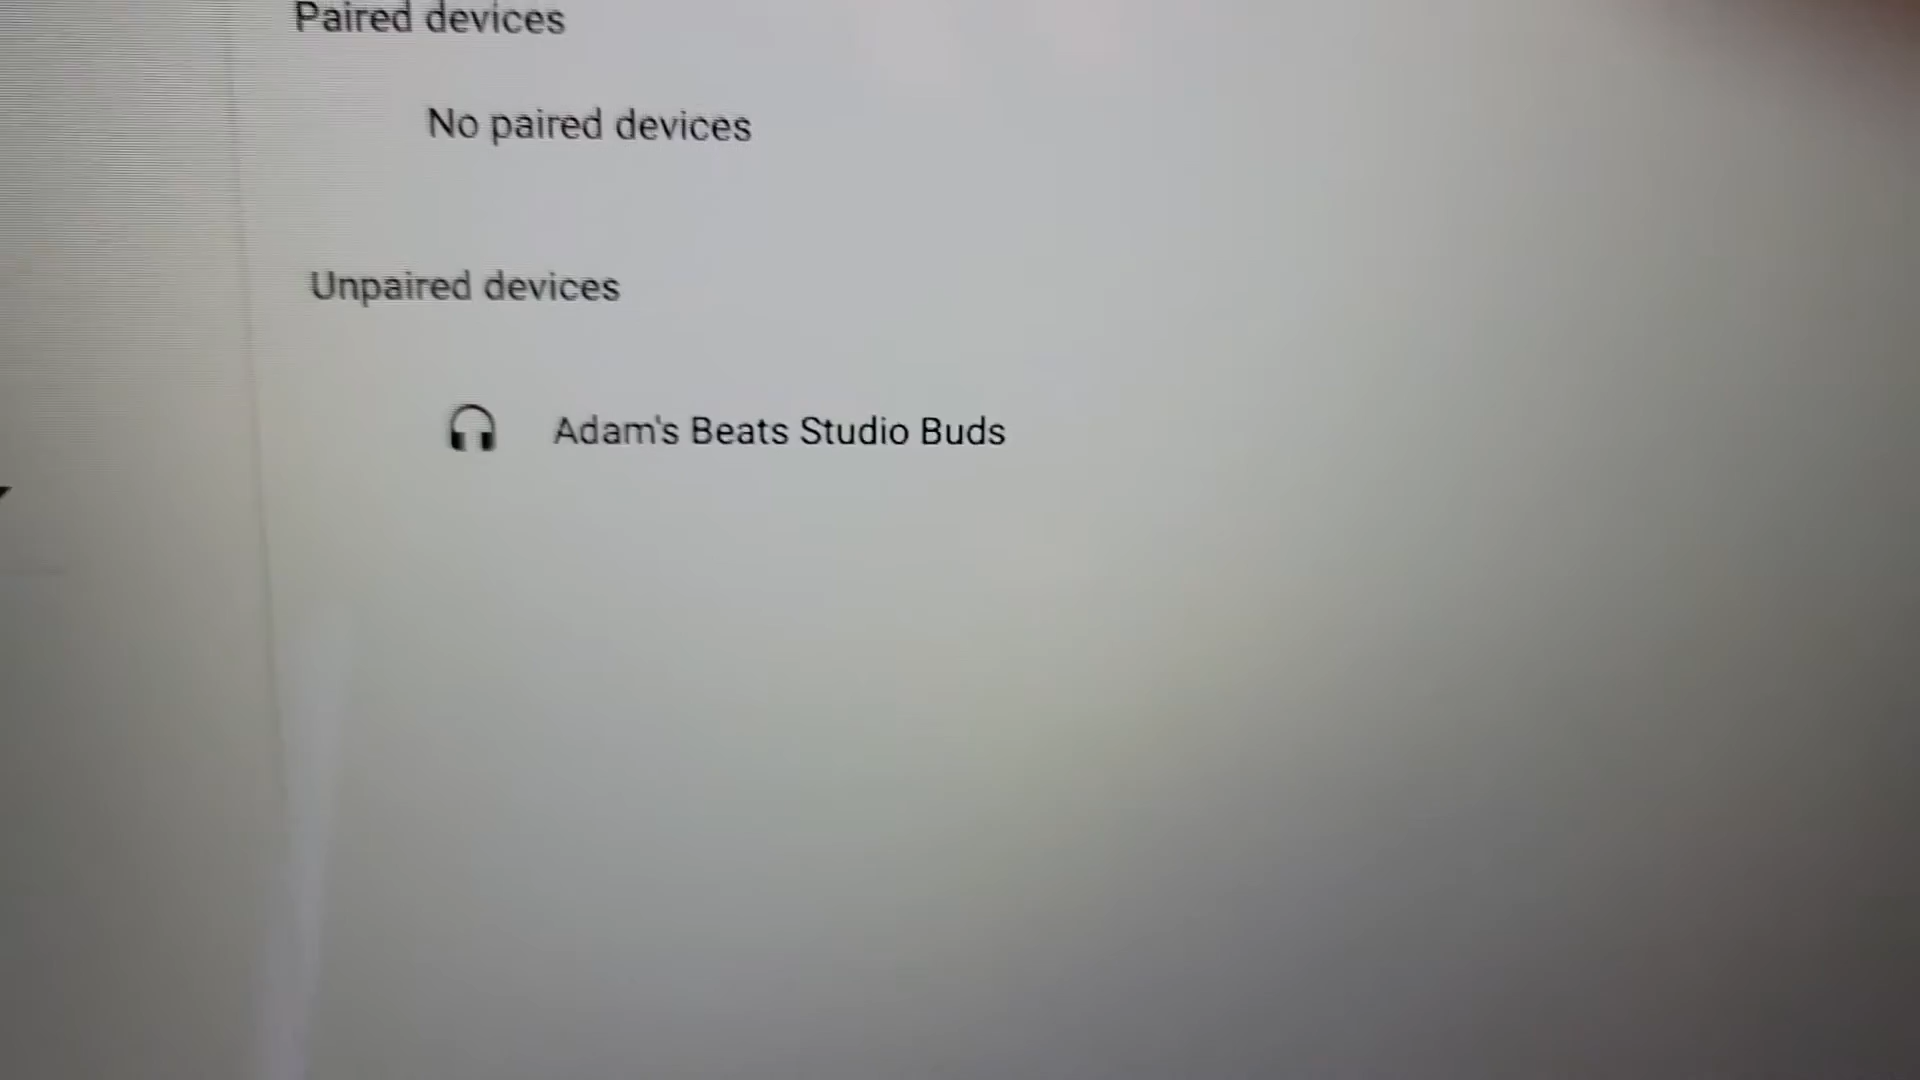 Paired devices
No paired devices
Unpaired devices
Adam's Beats Studio Buds